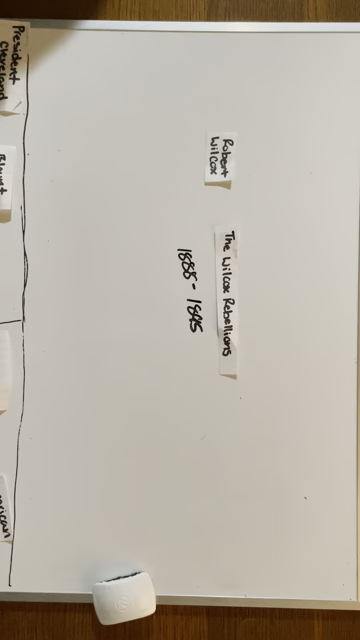 Robert
Wilcox
The Wilcox Rebellions
1888 - 1895
President
Cleveland
Blount